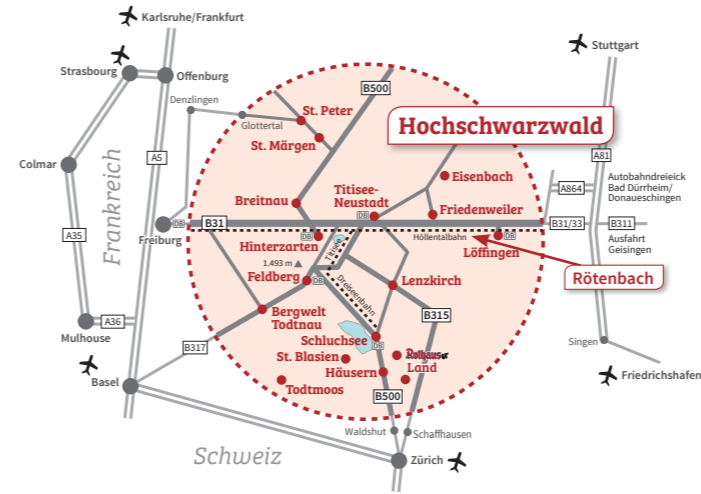 Karlsruhe/Frankfurt
Stuttgart
Strasbourg
Offenburg
B500
Denzlingen
Glottertal
St. Peter
Hochschwarzwald
St. Märgen
A5
A81
Colmar
Frankreich
Eisenbach
A864
Autobahndreieick
Bad Dürrheim/
Donaueschingen
Breitnau
Titisee-
Neustadt
DB
Friedenweiler
DB
B31
B31/33
B311
Freiburg
A35
DB
Hinterzarten
Titisee
Höllentalbahn
DB
Löffingen
Ausfahrt
Geisingen
1.493 m
Feldberg
DB
Rötenbach
Dreiseenbahn
Lenzkirch
Bergwelt
Todtnau
B315
A36
Mulhouse
Schluchsee
DB
B317
St. Blasien
Land
Singen
Basel
Häusern
Todtmoos
B500
Friedrichshafen
Waldshut
Schaffhausen
Schweiz
Zürich